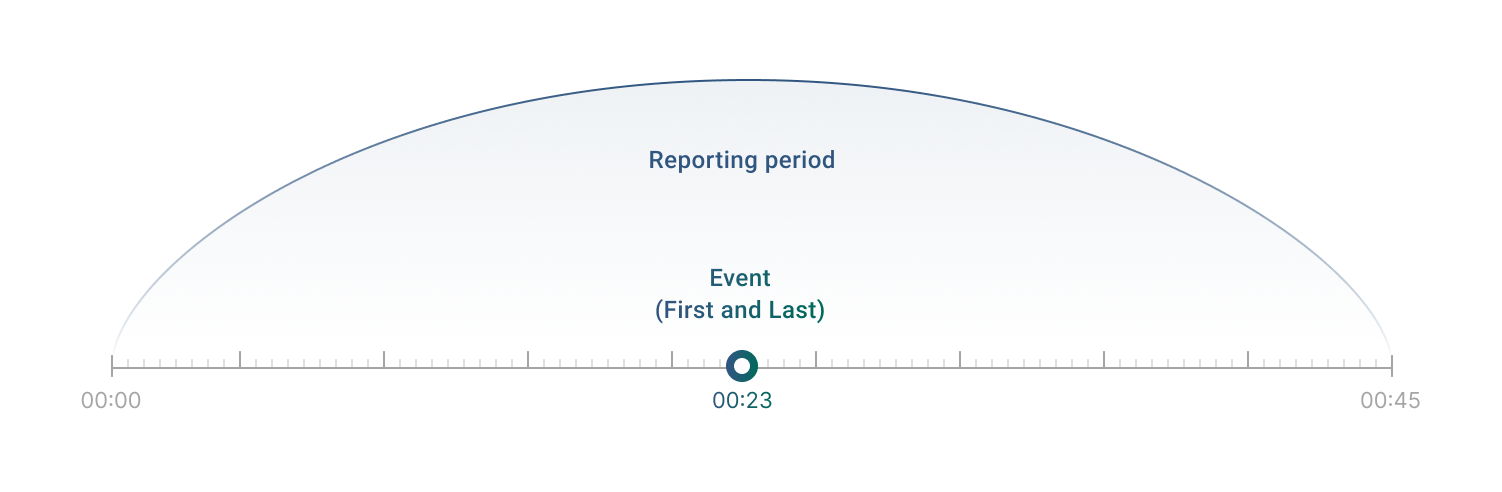 Reporting period
Event
(First and Last)
00:00
00:23
00:45